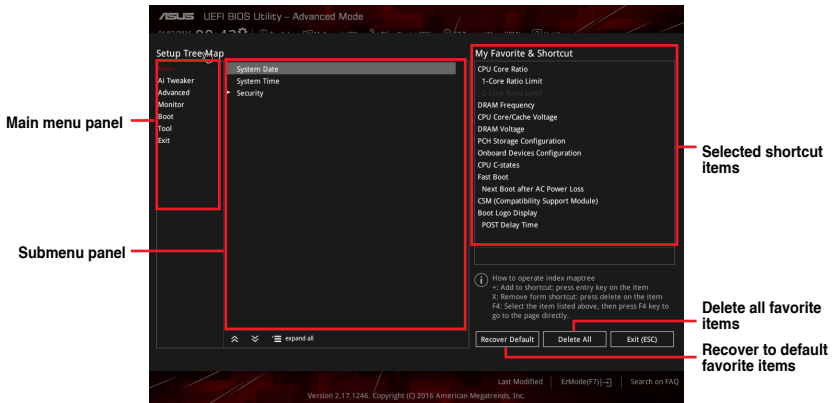 ASUS UEFI BIOS Utility – Advanced Mode
Setup Tree Map
My Favorite & Shortcut
Main
Ai Tweaker
Advanced
Monitor
Boot
Tool
Exit
System Date
System Time
Security
CPU Core Ratio
1-Core Ratio Limit
2-Core Ratio Limit
DRAM Frequency
CPU Core/Cache Voltage
DRAM Voltage
PCH Storage Configuration
Onboard Devices Configuration
CPU C-states
Fast Boot
Next Boot after AC Power Loss
CSM (Compatibility Support Module)
Boot Logo Display
POST Delay Time
How to operate index maptree
+: Add to shortcut: press entry key on the item
X: Remove form shortcut: press delete on the item
F4: Select the item listed above, then press F4 key to
go to the page directly.
expand all
Recover Default
Delete All
Exit (ESC)
Last Modified
EzMode(F7)
Search on FAQ
Version 2.17.1246. Copyright (C) 2016 American Megatrends, Inc.
Main menu panel
Submenu panel
Selected shortcut
items
Delete all favorite
items
Recover to default
favorite items